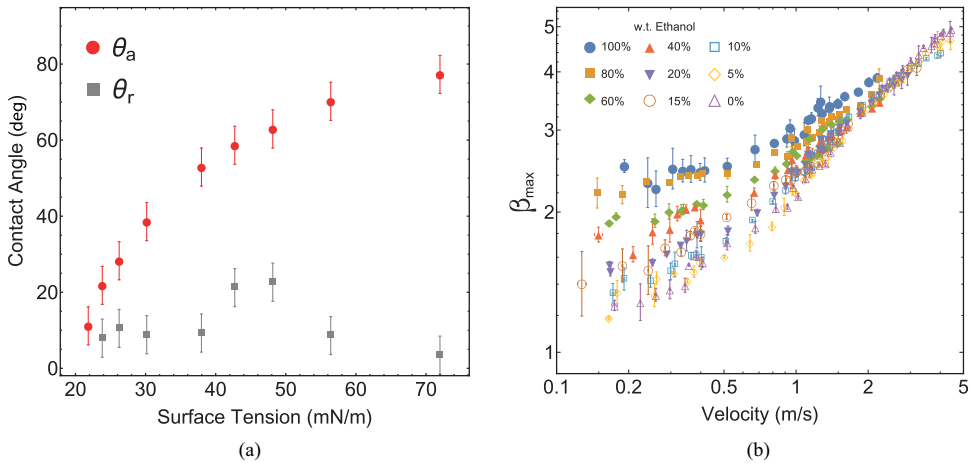 (a)
θa
θr
Contact Angle (deg)
80
60
40
20
0
20 30 40 50 60 70
Surface Tension (mN/m)
(a)
(b)
w.t. Ethanol
100% 40% 10%
80% 20% 5%
60% 15% 0%
βmax
5
4
3
2
1
0.1 0.2 0.5 1 2 5
Velocity (m/s)
(b)